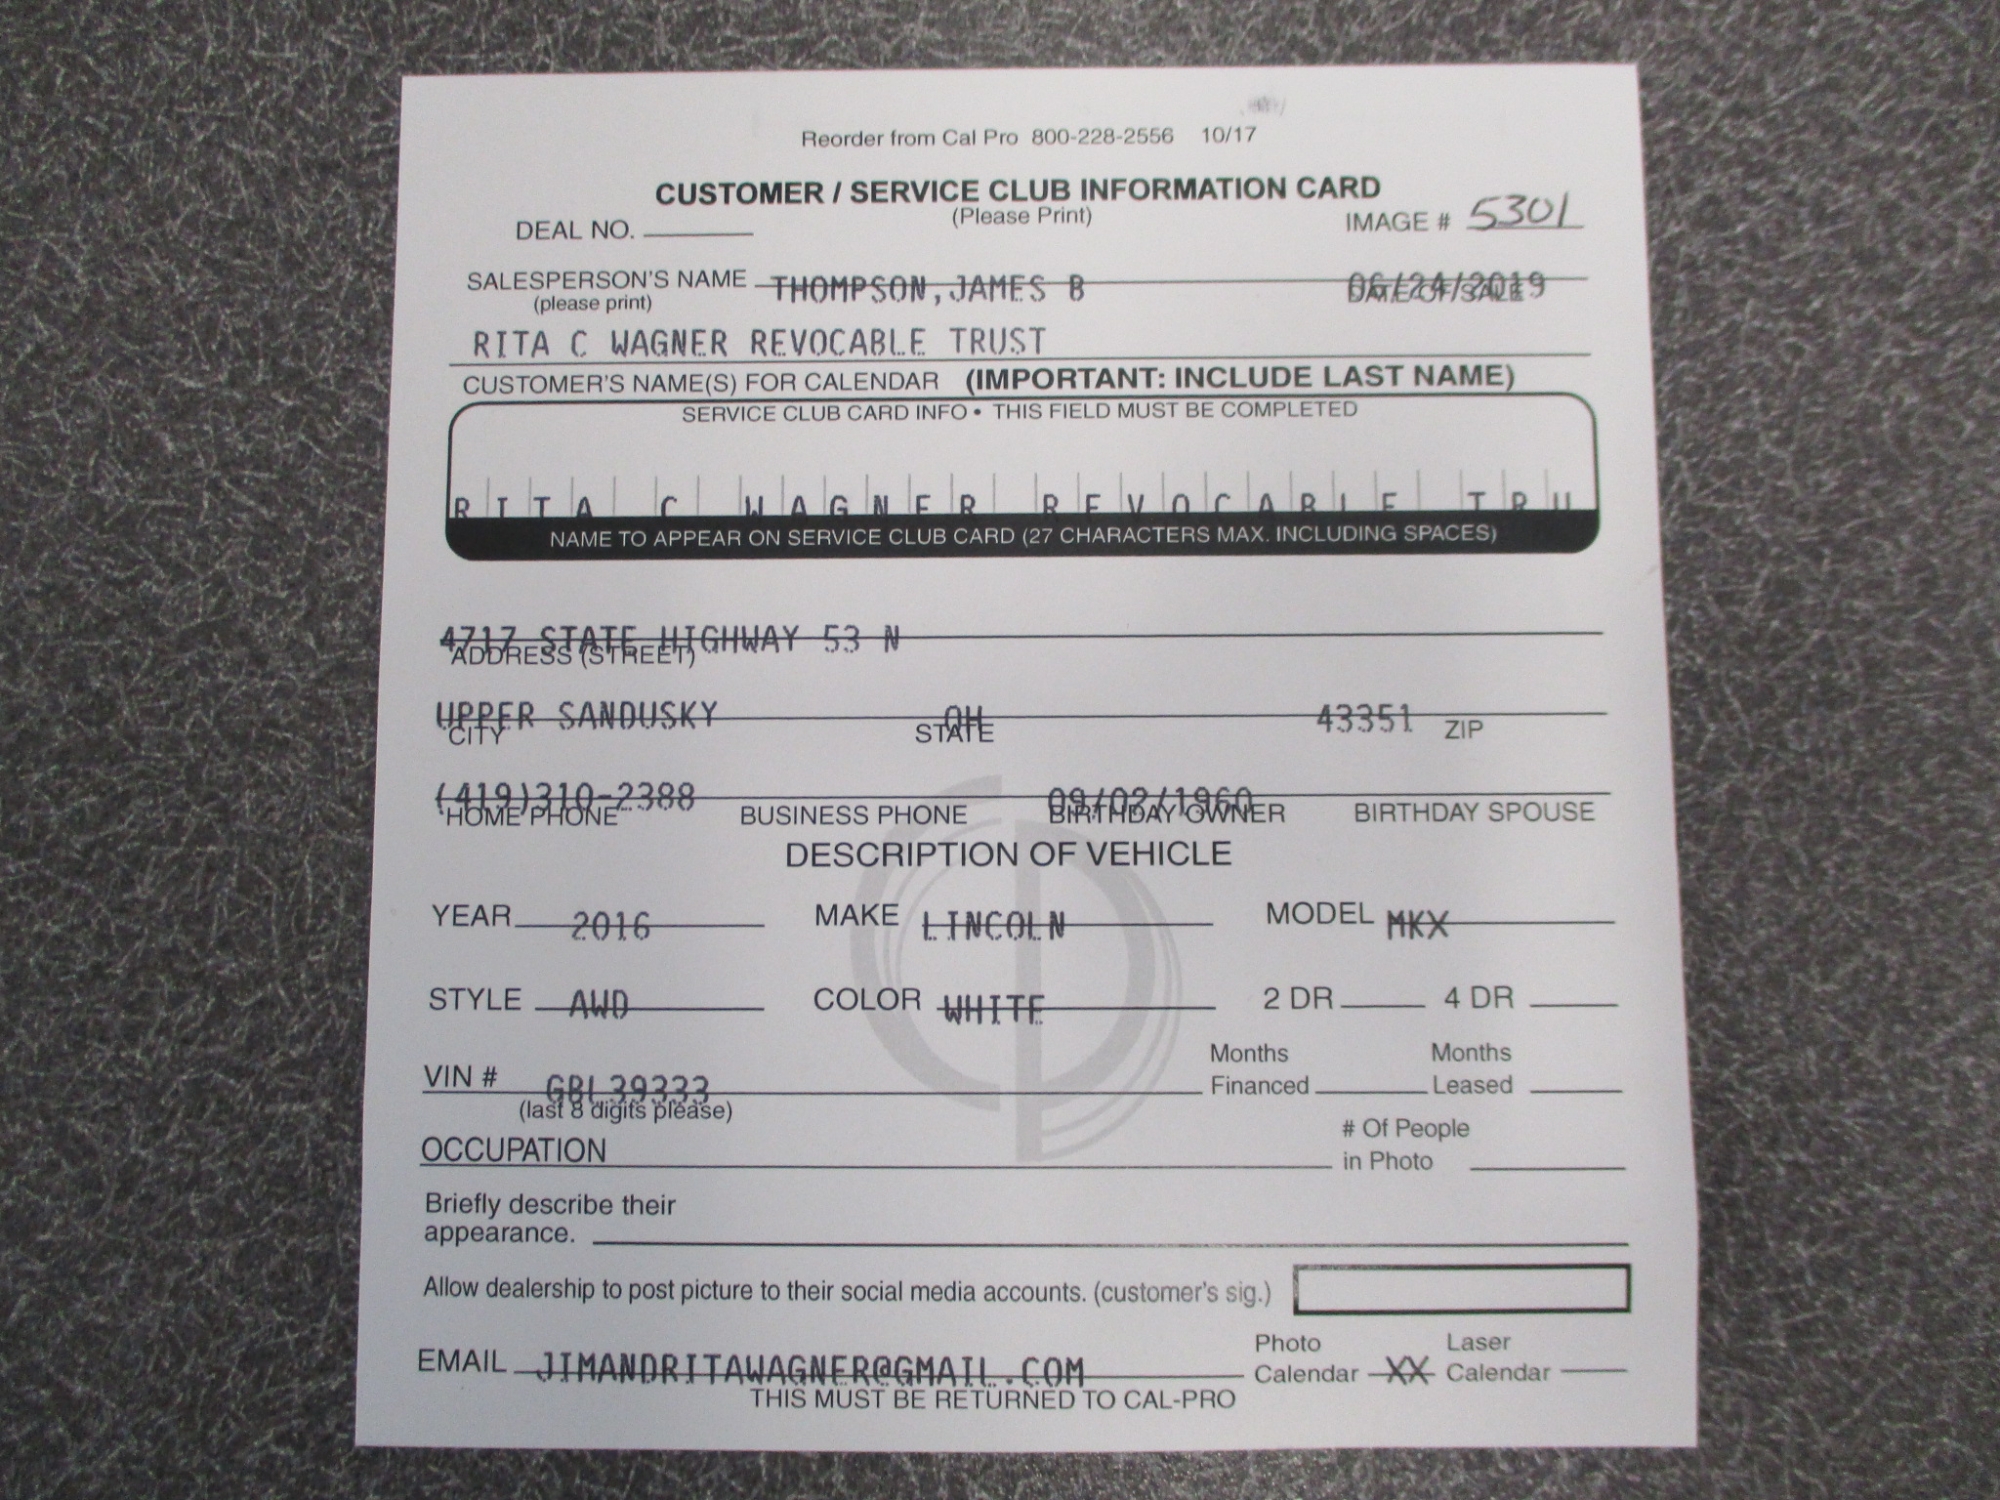 Reorder from Cal Pro 800-228-2556 10/17
CUSTOMER / SERVICE CLUB INFORMATION CARD
(Please Print)
DEAL NO. IMAGE # 5301
SALESPERSON'S NAME THOMPSON,JAMES B 06/24/2019
(please print) DATE OF SALE
RITA C WAGNER REVOCABLE TRUST
CUSTOMER'S NAME(S) FOR CALENDAR (IMPORTANT: INCLUDE LAST NAME)
SERVICE CLUB CARD INFO • THIS FIELD MUST BE COMPLETED
RITA C WAGNER REVOCABLE TRU
NAME TO APPEAR ON SERVICE CLUB CARD (27 CHARACTERS MAX. INCLUDING SPACES)
4717 STATE HIGHWAY 53 N
ADDRESS (STREET)
UPPER SANDUSKY OH 43351 ZIP
CITY STATE
(419)310-2388 09/02/1960
HOME PHONE BUSINESS PHONE BIRTHDAY OWNER BIRTHDAY SPOUSE
DESCRIPTION OF VEHICLE
YEAR 2016 MAKE LINCOLN MODEL MKX
STYLE AWD COLOR WHITE 2 DR 4 DR
VIN # GBL39333 Months Financed Months Leased
(last 8 digits please)
OCCUPATION # Of People in Photo
Briefly describe their
appearance.
Allow dealership to post picture to their social media accounts. (customer's sig.)
EMAIL JIMANDRITAWAGNER@GMAIL.COM Photo Calendar XX Laser Calendar
THIS MUST BE RETURNED TO CAL-PRO